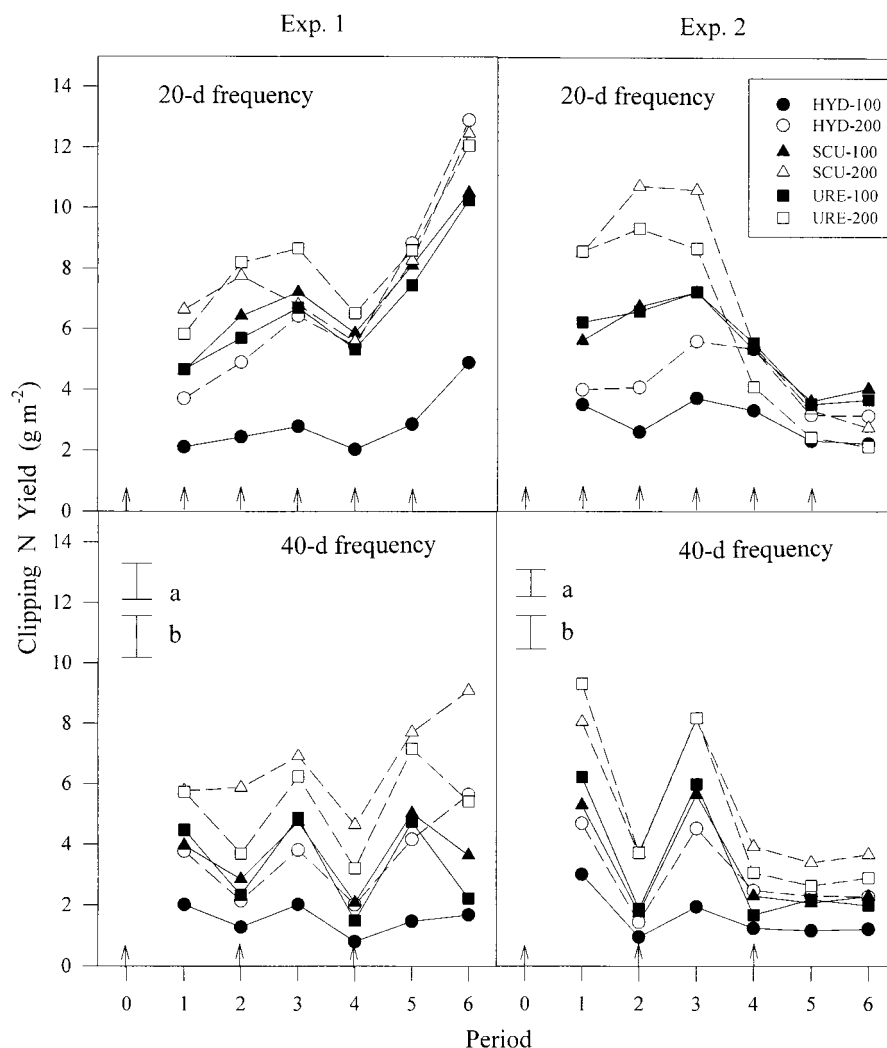 Exp. 1
Exp. 2
14
12
10
8
6
4
2
0
20-d frequency
20-d frequency
HYD-100
HYD-200
SCU-100
SCU-200
URE-100
URE-200
Clipping N Yield (g m-2)
14
12
10
8
6
4
2
0
40-d frequency
a
b
40-d frequency
a
b
0 1 2 3 4 5 6
0 1 2 3 4 5 6
Period